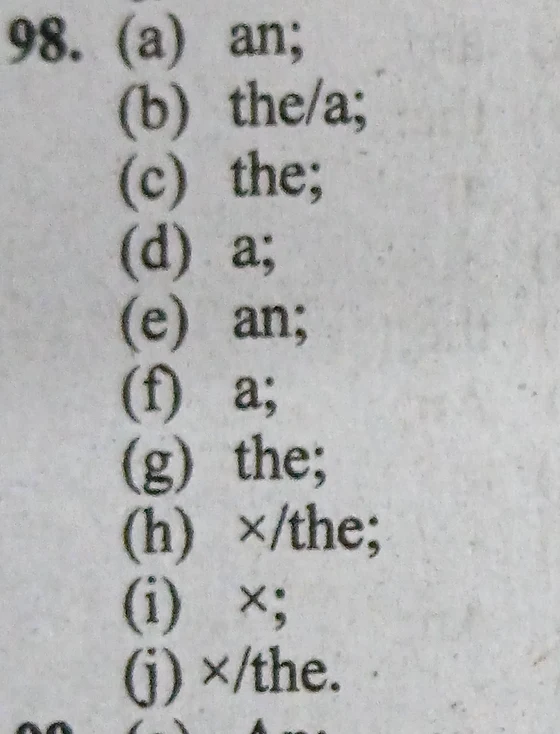 98. (a) an;
(b) the/a;
(c) the;
(d) a;
(e) an;
(f) a;
(g) the;
(h) ×/the;
(i) ×;
(j) ×/the.